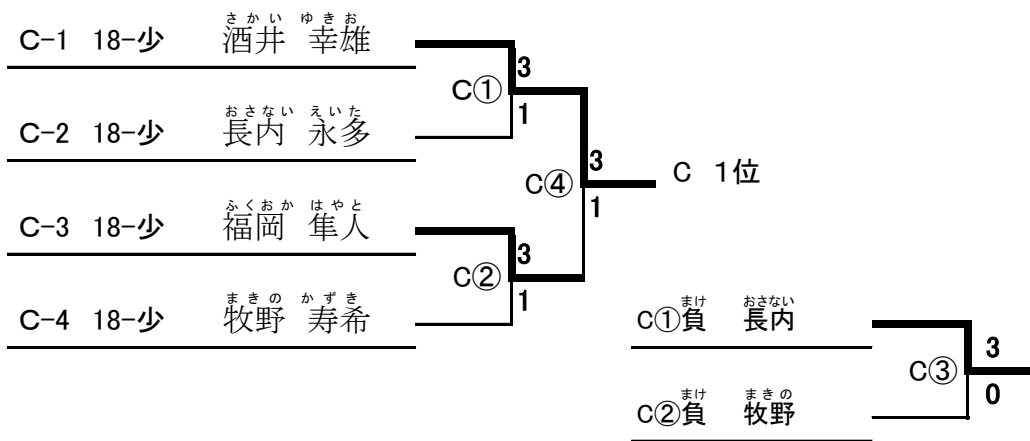 さかい ゆきお
C-1 18-少 酒井 幸雄
3
C①
おさない えいた
1
C-2 18-少 長内 永多
3
C 1位
C④
ふくおか はやと
1
C-3 18-少 福岡 隼人
3
C②
まきの かずき
1
C-4 18-少 牧野 寿希
まけ おさない
C①負 長内
3
C③
0
まけ まきの
C②負 牧野